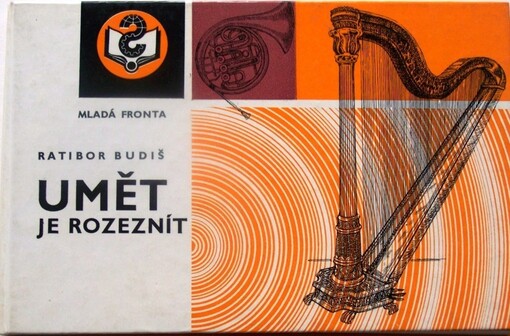 MLADÁ FRONTA
RATIBOR BUDIŠ
UMĚT
JE ROZEZNÍT